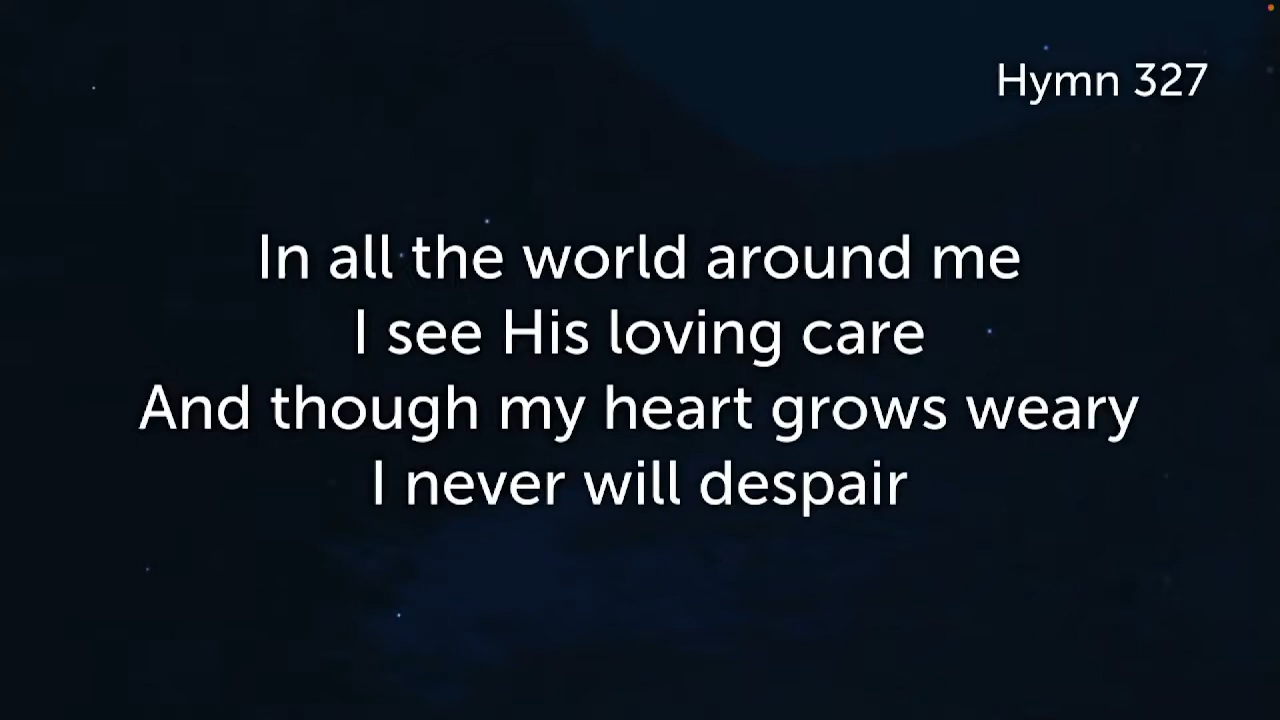 Hymn 327
In all the world around me
I see His loving care
And though my heart grows weary
I never will despair